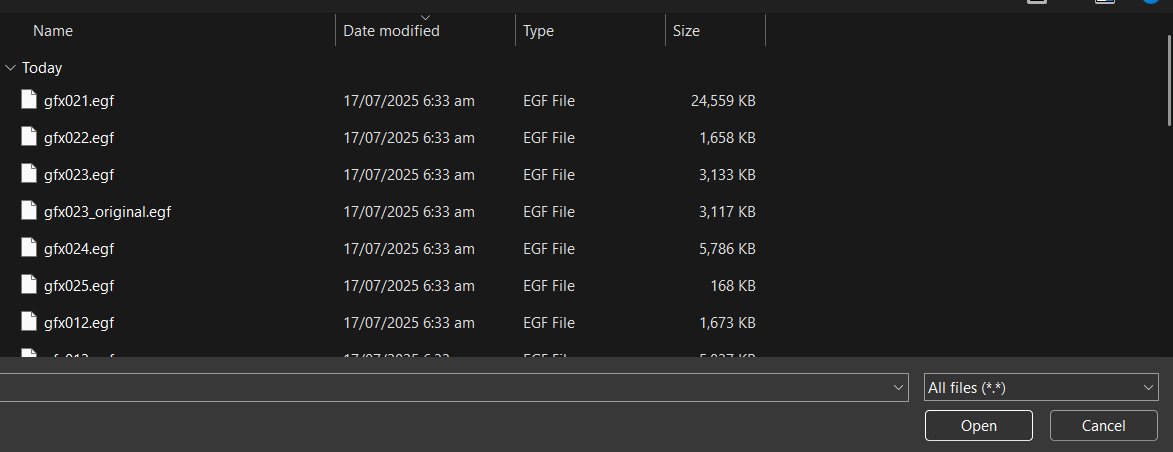 Name Date modified Type Size
Today
gfx021.egf 17/07/2025 6:33 am EGF File 24,559 KB
gfx022.egf 17/07/2025 6:33 am EGF File 1,658 KB
gfx023.egf 17/07/2025 6:33 am EGF File 3,133 KB
gfx023_original.egf 17/07/2025 6:33 am EGF File 3,117 KB
gfx024.egf 17/07/2025 6:33 am EGF File 5,786 KB
gfx025.egf 17/07/2025 6:33 am EGF File 168 KB
gfx012.egf 17/07/2025 6:33 am EGF File 1,673 KB
All files (*.*)
Open Cancel